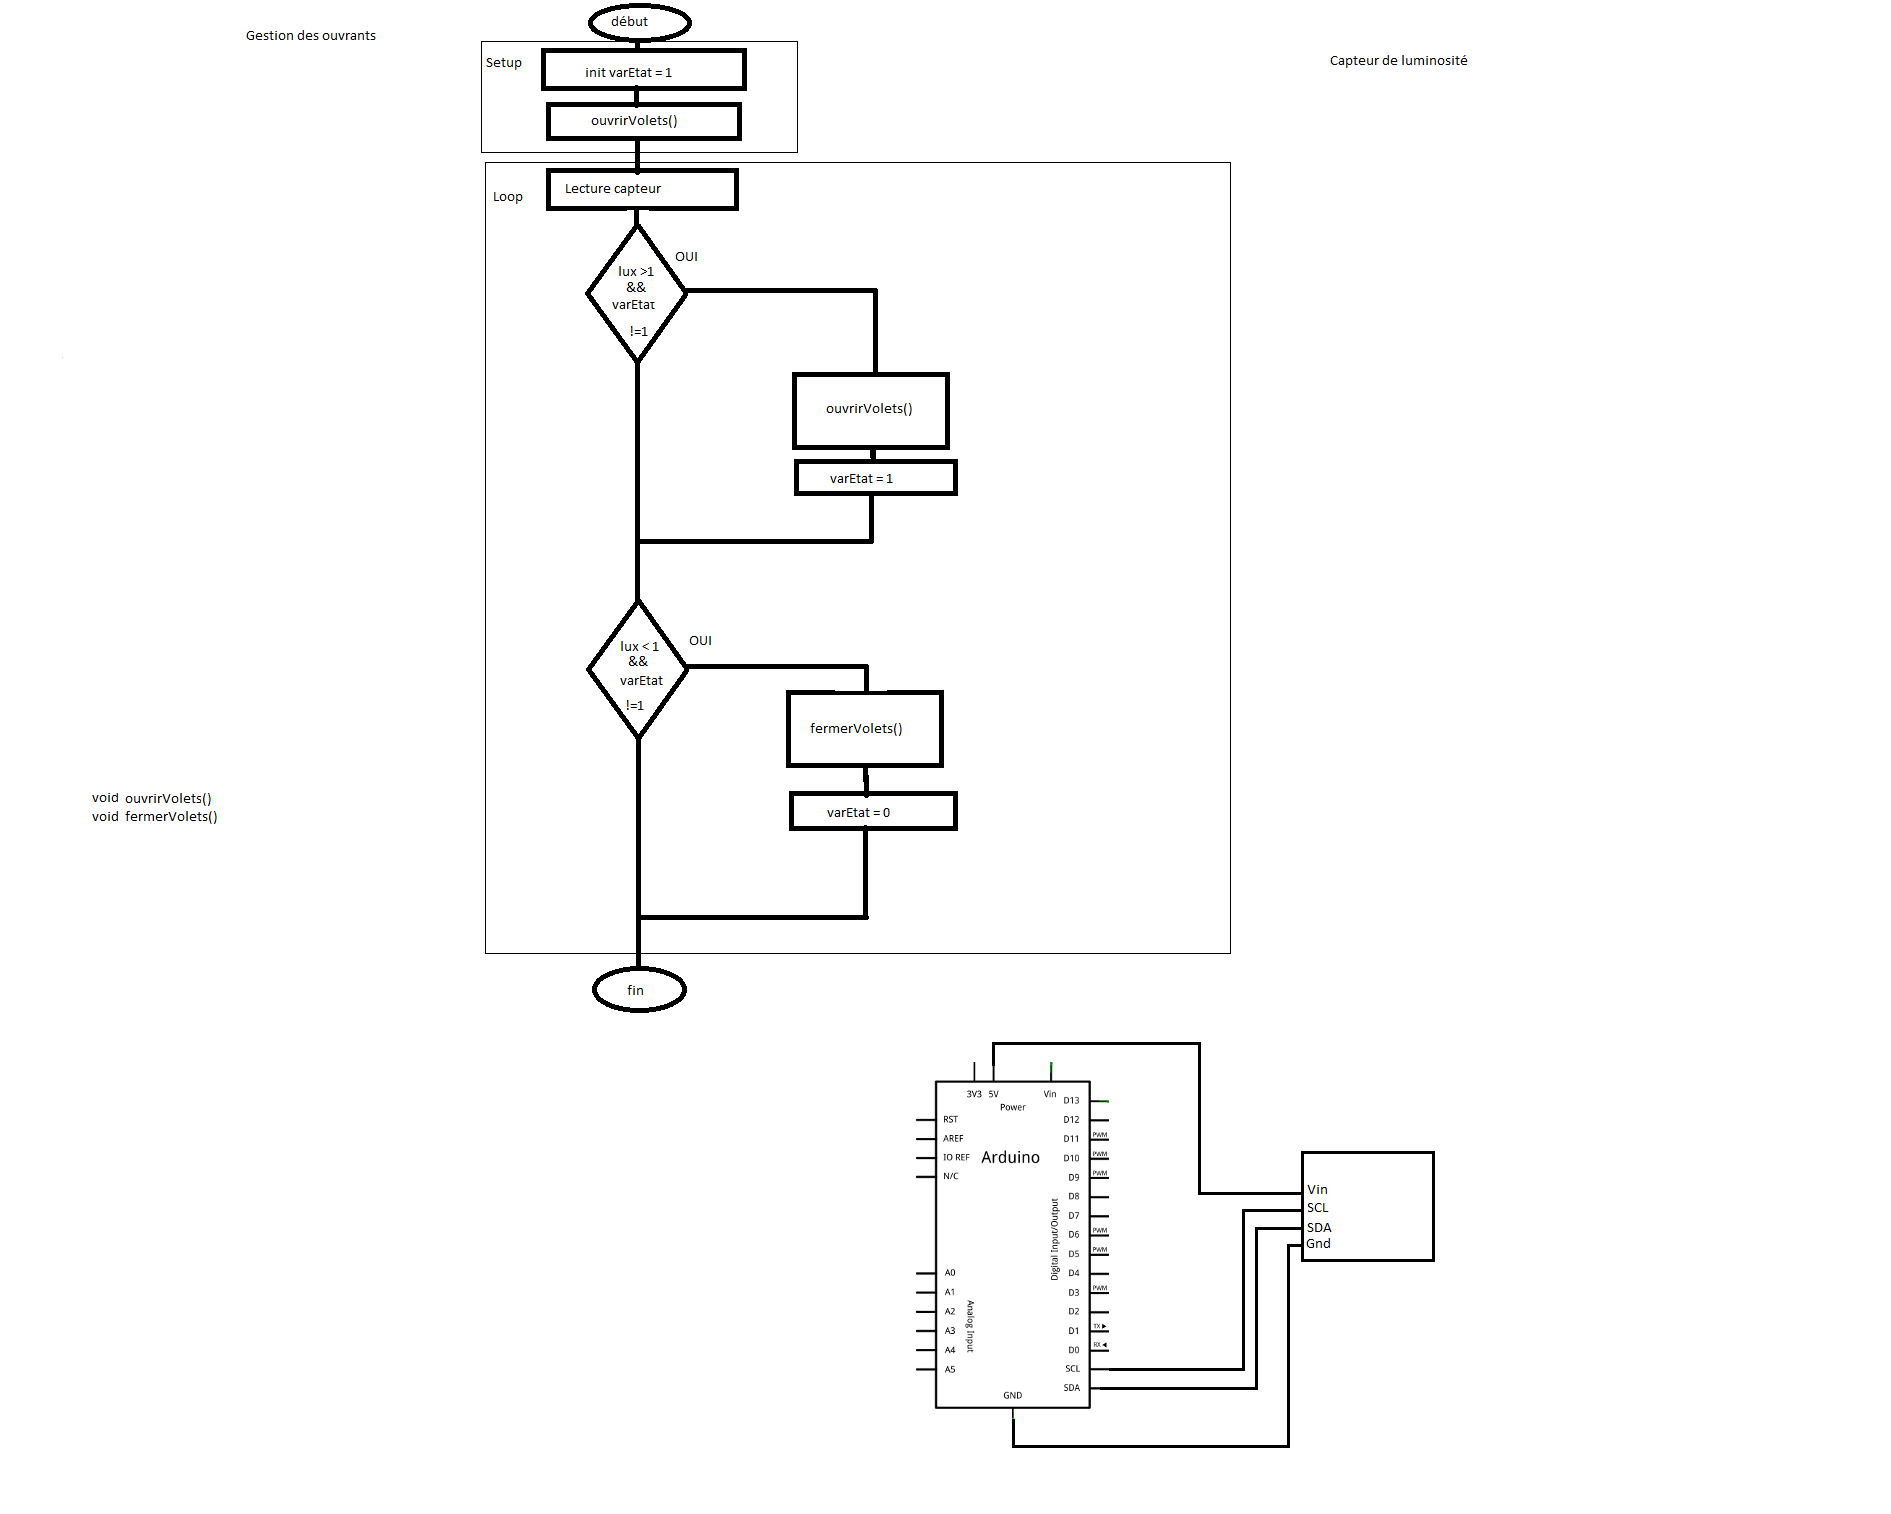 Gestion des ouvrants
Capteur de luminosité
début
Setup
init varEtat = 1
ouvrirVolets()
Loop
Lecture capteur
lux >1
&&
varEtat
!=1
OUI
ouvrirVolets()
varEtat = 1
lux < 1
&&
varEtat
!=1
OUI
fermerVolets()
varEtat = 0
void ouvrirVolets()
void fermerVolets()
fin
3V3 5V Vin
Power
Arduino
RST
AREF
IO REF
N/C
A0
A1
A2
A3
A4
A5
Analog Input
Digital Input/Output
D13
D12
D11 PWM
D10 PWM
D9 PWM
D8
D7
D6 PWM
D5 PWM
D4
D3 PWM
D2
D1 TX ▶
D0 RX ◀
SCL
SDA
GND
Vin
SCL
SDA
Gnd